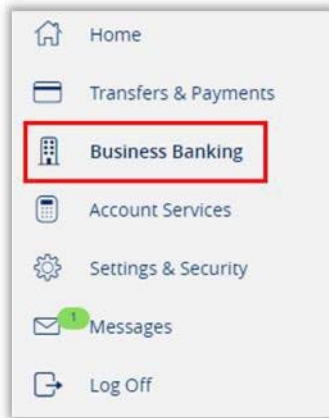 Home
Transfers & Payments
Business Banking
Account Services
Settings & Security
1
Messages
Log Off